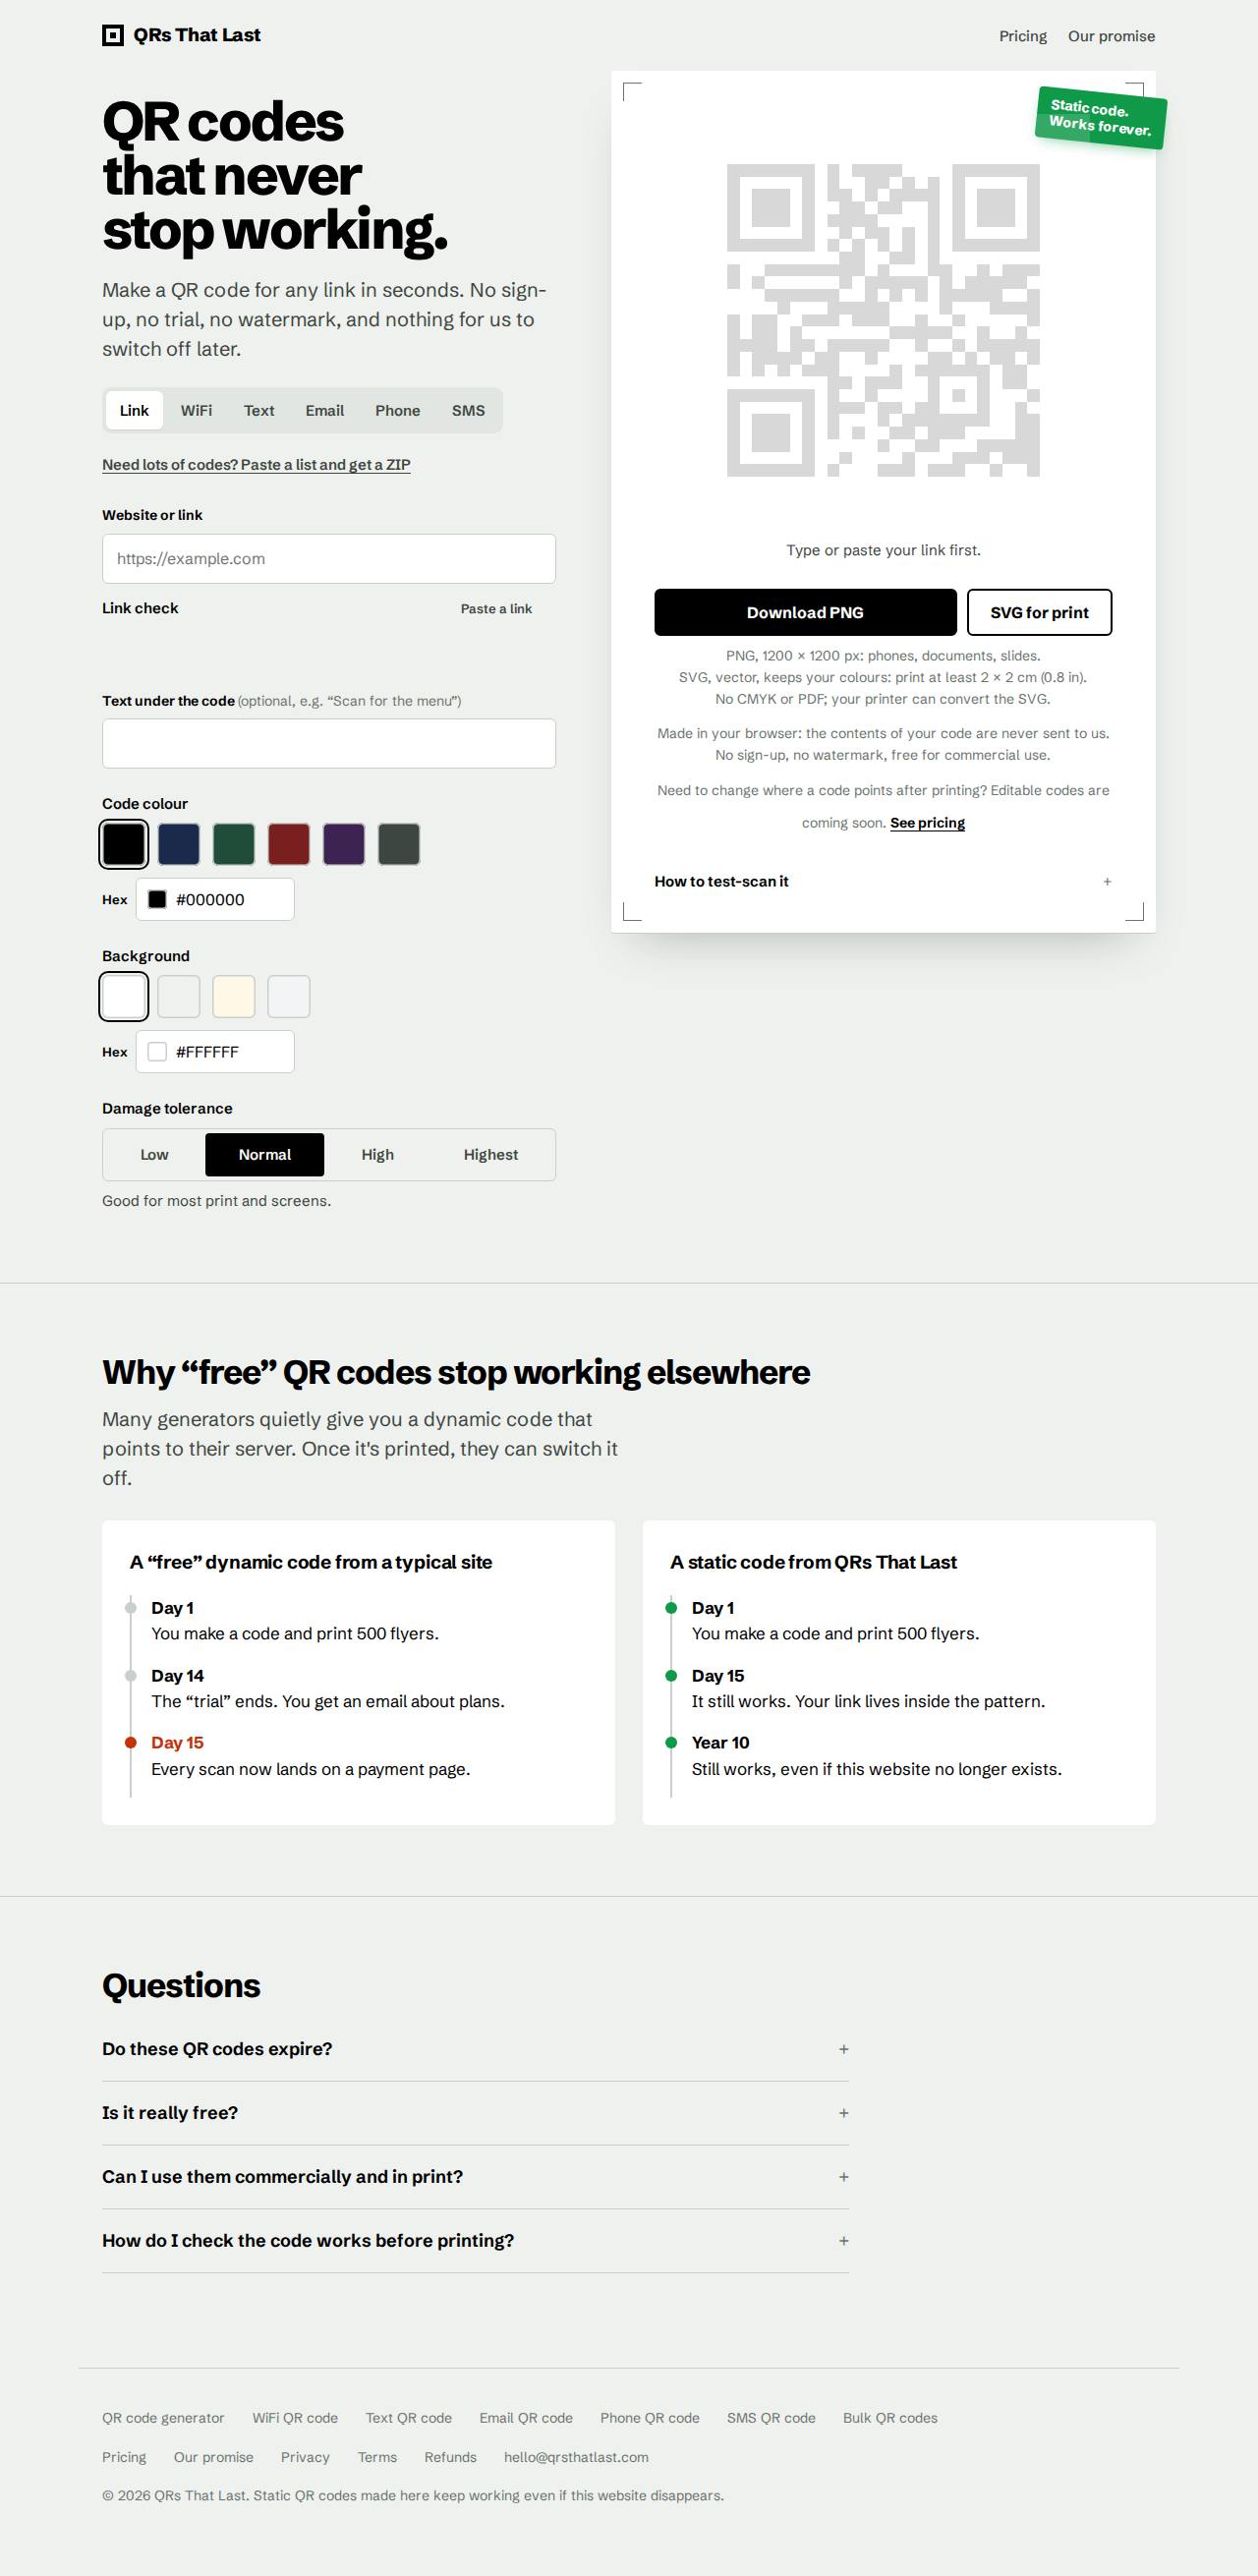 QRs That Last
Pricing
Our promise
QR codes
that never
stop working.
Make a QR code for any link in seconds. No sign-
up, no trial, no watermark, and nothing for us to
switch off later.
Link
WiFi
Text
Email
Phone
SMS
Need lots of codes? Paste a list and get a ZIP
Website or link
https://example.com
Link check
Paste a link
Text under the code (optional, e.g. “Scan for the menu”)
Code colour
Hex
#000000
Background
Hex
#FFFFFF
Damage tolerance
Low
Normal
High
Highest
Good for most print and screens.
Static code.
Works forever.
Type or paste your link first.
Download PNG
SVG for print
PNG, 1200 × 1200 px: phones, documents, slides.
SVG, vector, keeps your colours: print at least 2 × 2 cm (0.8 in).
No CMYK or PDF; your printer can convert the SVG.
Made in your browser: the contents of your code are never sent to us.
No sign-up, no watermark, free for commercial use.
Need to change where a code points after printing? Editable codes are
coming soon. See pricing
How to test-scan it
+
Why “free” QR codes stop working elsewhere
Many generators quietly give you a dynamic code that
points to their server. Once it's printed, they can switch it
off.
A “free” dynamic code from a typical site
Day 1
You make a code and print 500 flyers.
Day 14
The “trial” ends. You get an email about plans.
Day 15
Every scan now lands on a payment page.
A static code from QRs That Last
Day 1
You make a code and print 500 flyers.
Day 15
It still works. Your link lives inside the pattern.
Year 10
Still works, even if this website no longer exists.
Questions
Do these QR codes expire?
+
Is it really free?
+
Can I use them commercially and in print?
+
How do I check the code works before printing?
+
QR code generator
WiFi QR code
Text QR code
Email QR code
Phone QR code
SMS QR code
Bulk QR codes
Pricing
Our promise
Privacy
Terms
Refunds
hello@qrsthatlast.com
© 2026 QRs That Last. Static QR codes made here keep working even if this website disappears.